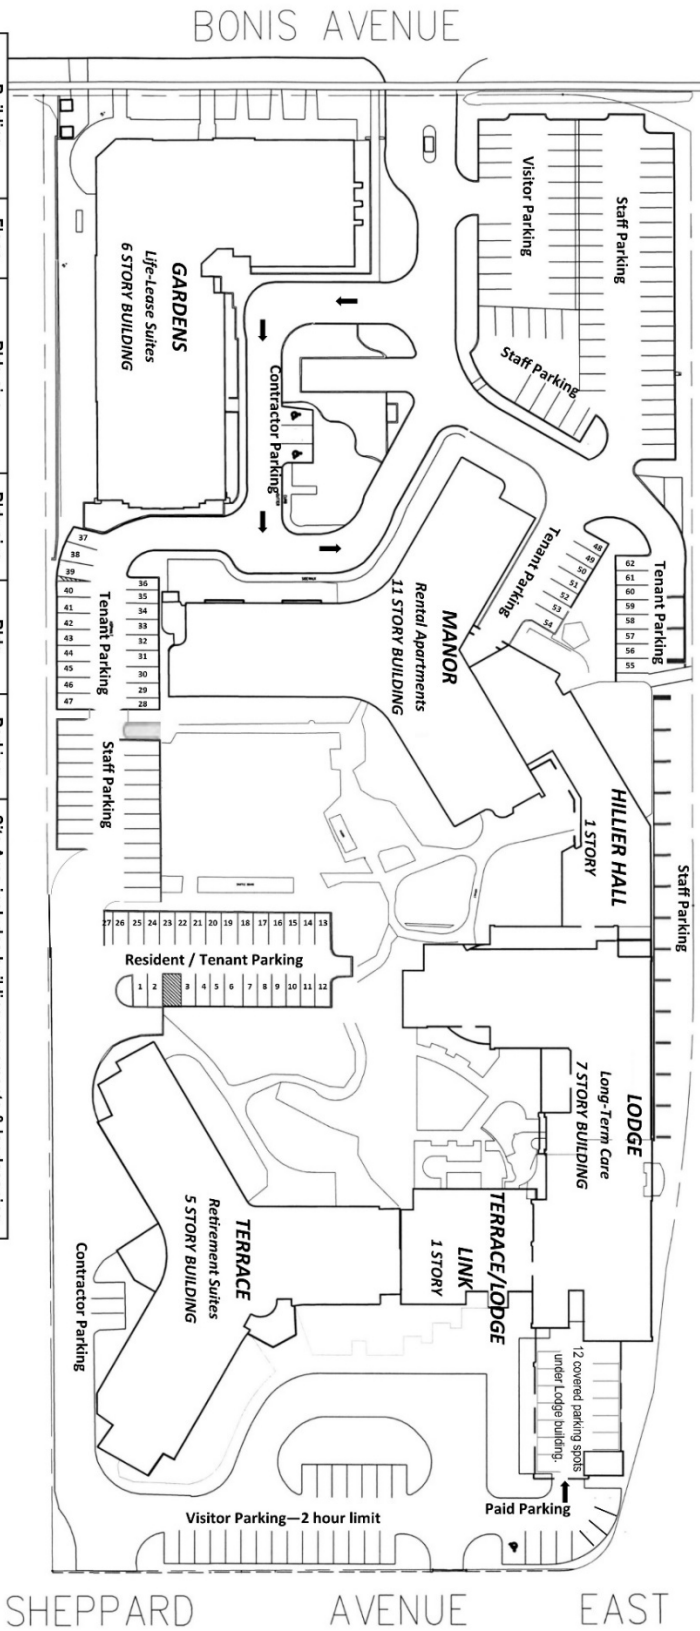 BONIS AVENUE
Visitor Parking
Staff Parking
Staff Parking
GARDENS
Life-Lease Suites
6 STORY BUILDING
Contractor Parking
MANOR
Rental Apartments
11 STORY BUILDING
Tenant Parking
48
49
50
51
52
53
54
Tenant Parking
62
61
60
59
58
57
56
55
37
38
39
40
41
42
43
44
45
46
47
Tenant Parking
36
35
34
33
32
31
30
29
28
Staff Parking
HILLIER HALL
1 STORY
Staff Parking
27 26 25 24 23 22 21 20 19 18 17 16 15 14 13
Resident / Tenant Parking
1 2 3 4 5 6 7 8 9 10 11 12
LODGE
Long-Term Care
7 STORY BUILDING
TERRACE/LODGE
LINK
1 STORY
TERRACE
Retirement Suites
5 STORY BUILDING
Contractor Parking
12 covered parking spots
under Lodge building.
Paid Parking
Visitor Parking—2 hour limit
SHEPPARD AVENUE EAST